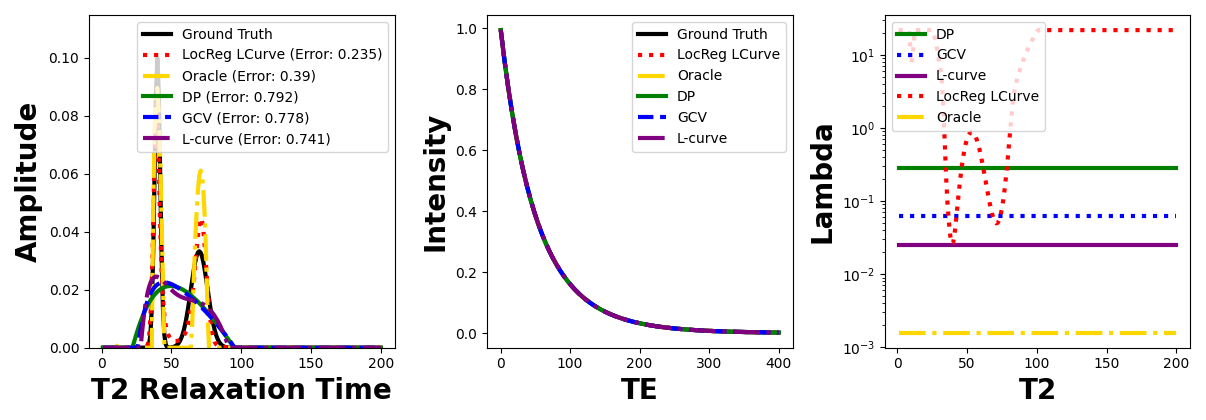 Ground Truth
LocReg LCurve (Error: 0.235)
Oracle (Error: 0.39)
DP (Error: 0.792)
GCV (Error: 0.778)
L-curve (Error: 0.741)
Amplitude
0.10
0.08
0.06
0.04
0.02
0.00
0
50
100
150
200
T2 Relaxation Time
Ground Truth
LocReg LCurve
Oracle
DP
GCV
L-curve
Intensity
1.0
0.8
0.6
0.4
0.2
0.0
0
100
200
300
400
TE
DP
GCV
L-curve
LocReg LCurve
Oracle
Lambda
10¹
10⁰
10⁻¹
10⁻²
10⁻³
0
50
100
150
200
T2